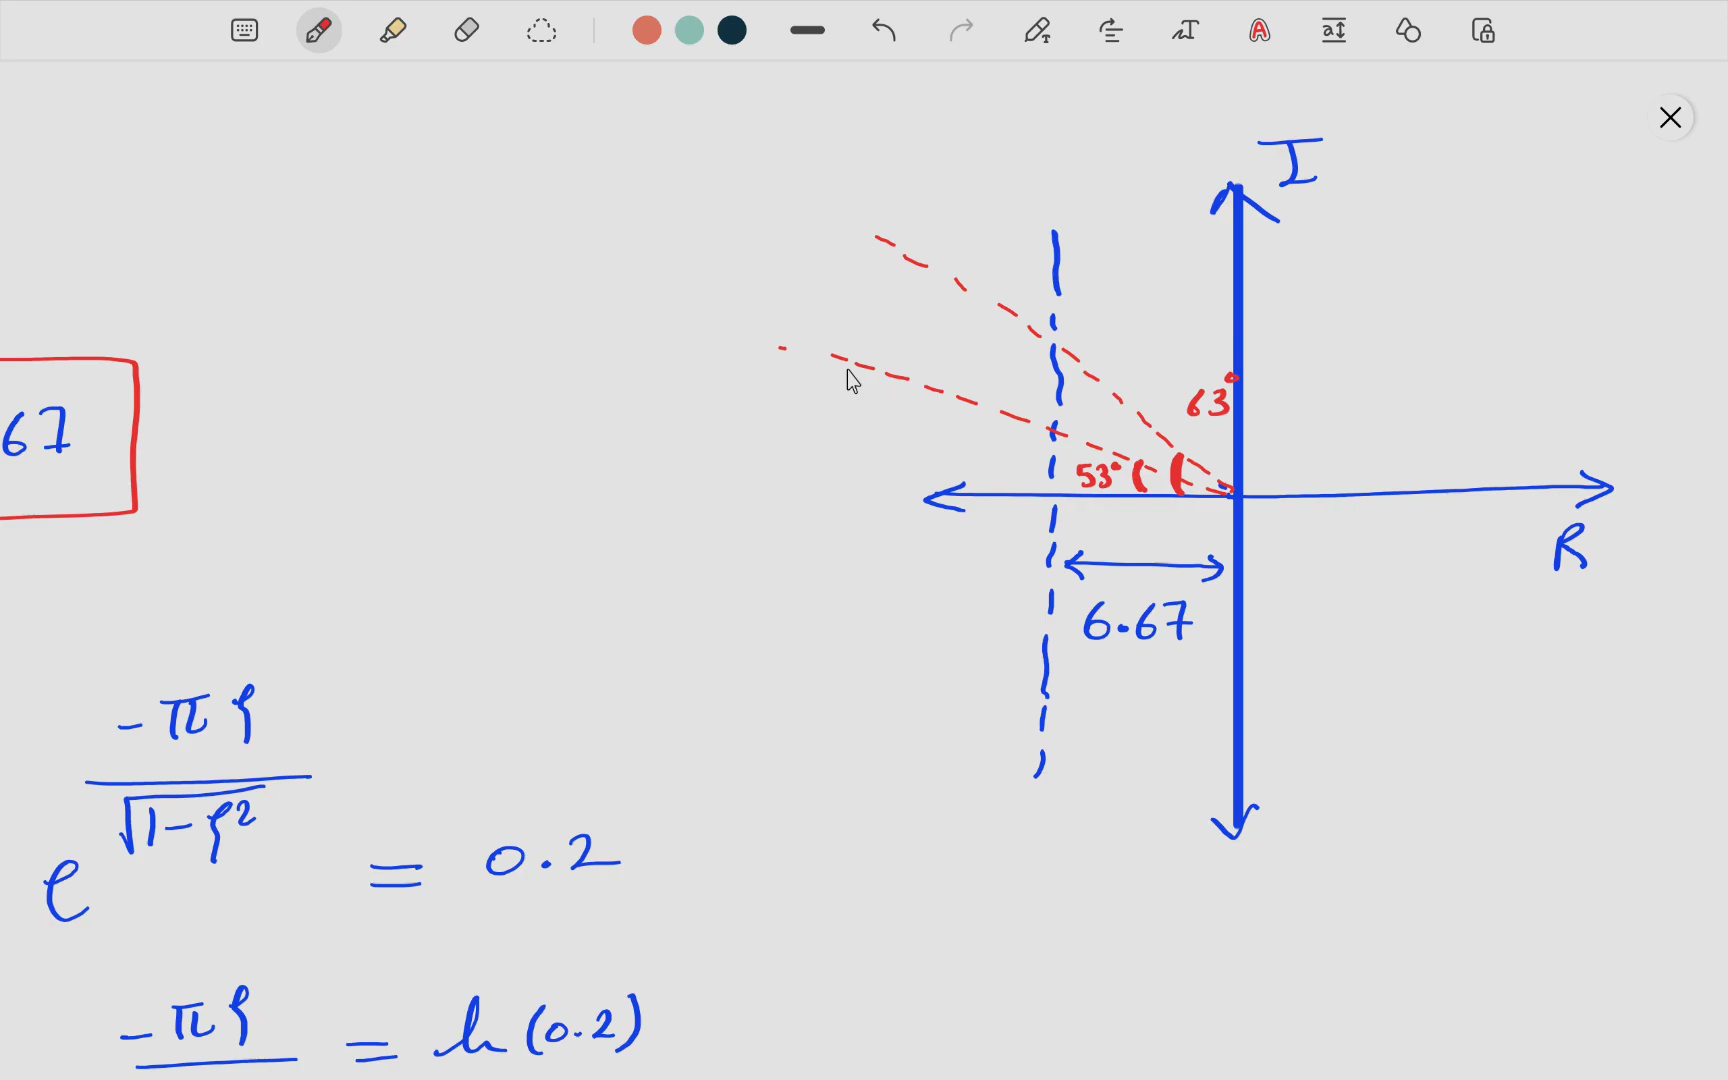 I
63°
67
53°
R
6.67
-πζ
√1-ζ²
e = 0.2
-πζ = ln (0.2)